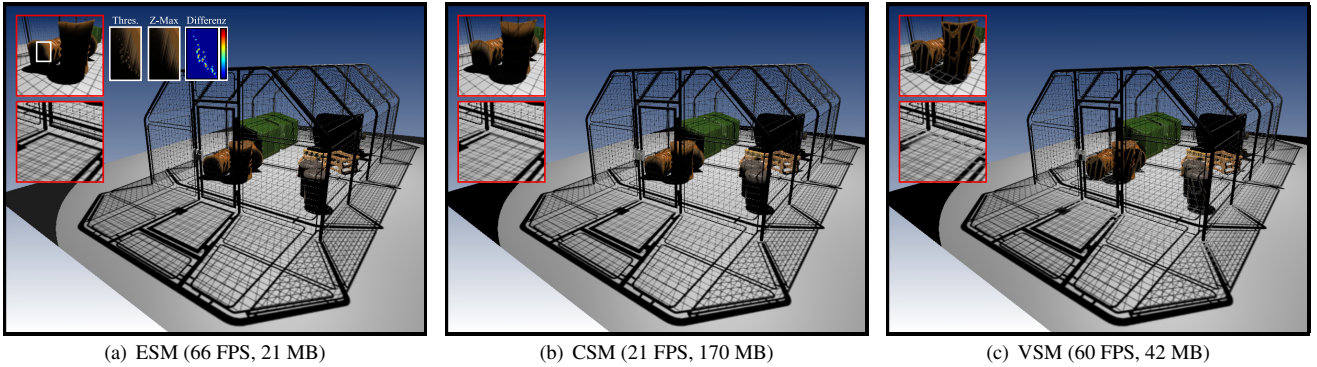 Thres. Z-Max Differenz
(a) ESM (66 FPS, 21 MB)
(b) CSM (21 FPS, 170 MB)
(c) VSM (60 FPS, 42 MB)